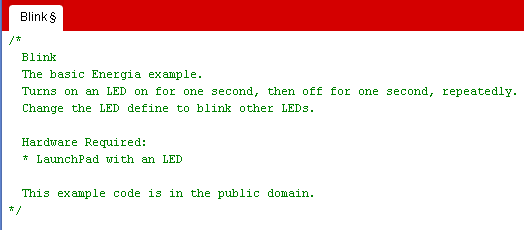 Blink§
/*
Blink
The basic Energia example.
Turns on an LED on for one second, then off for one second, repeatedly.
Change the LED define to blink other LEDs.
Hardware Required:
* LaunchPad with an LED
This example code is in the public domain.
*/